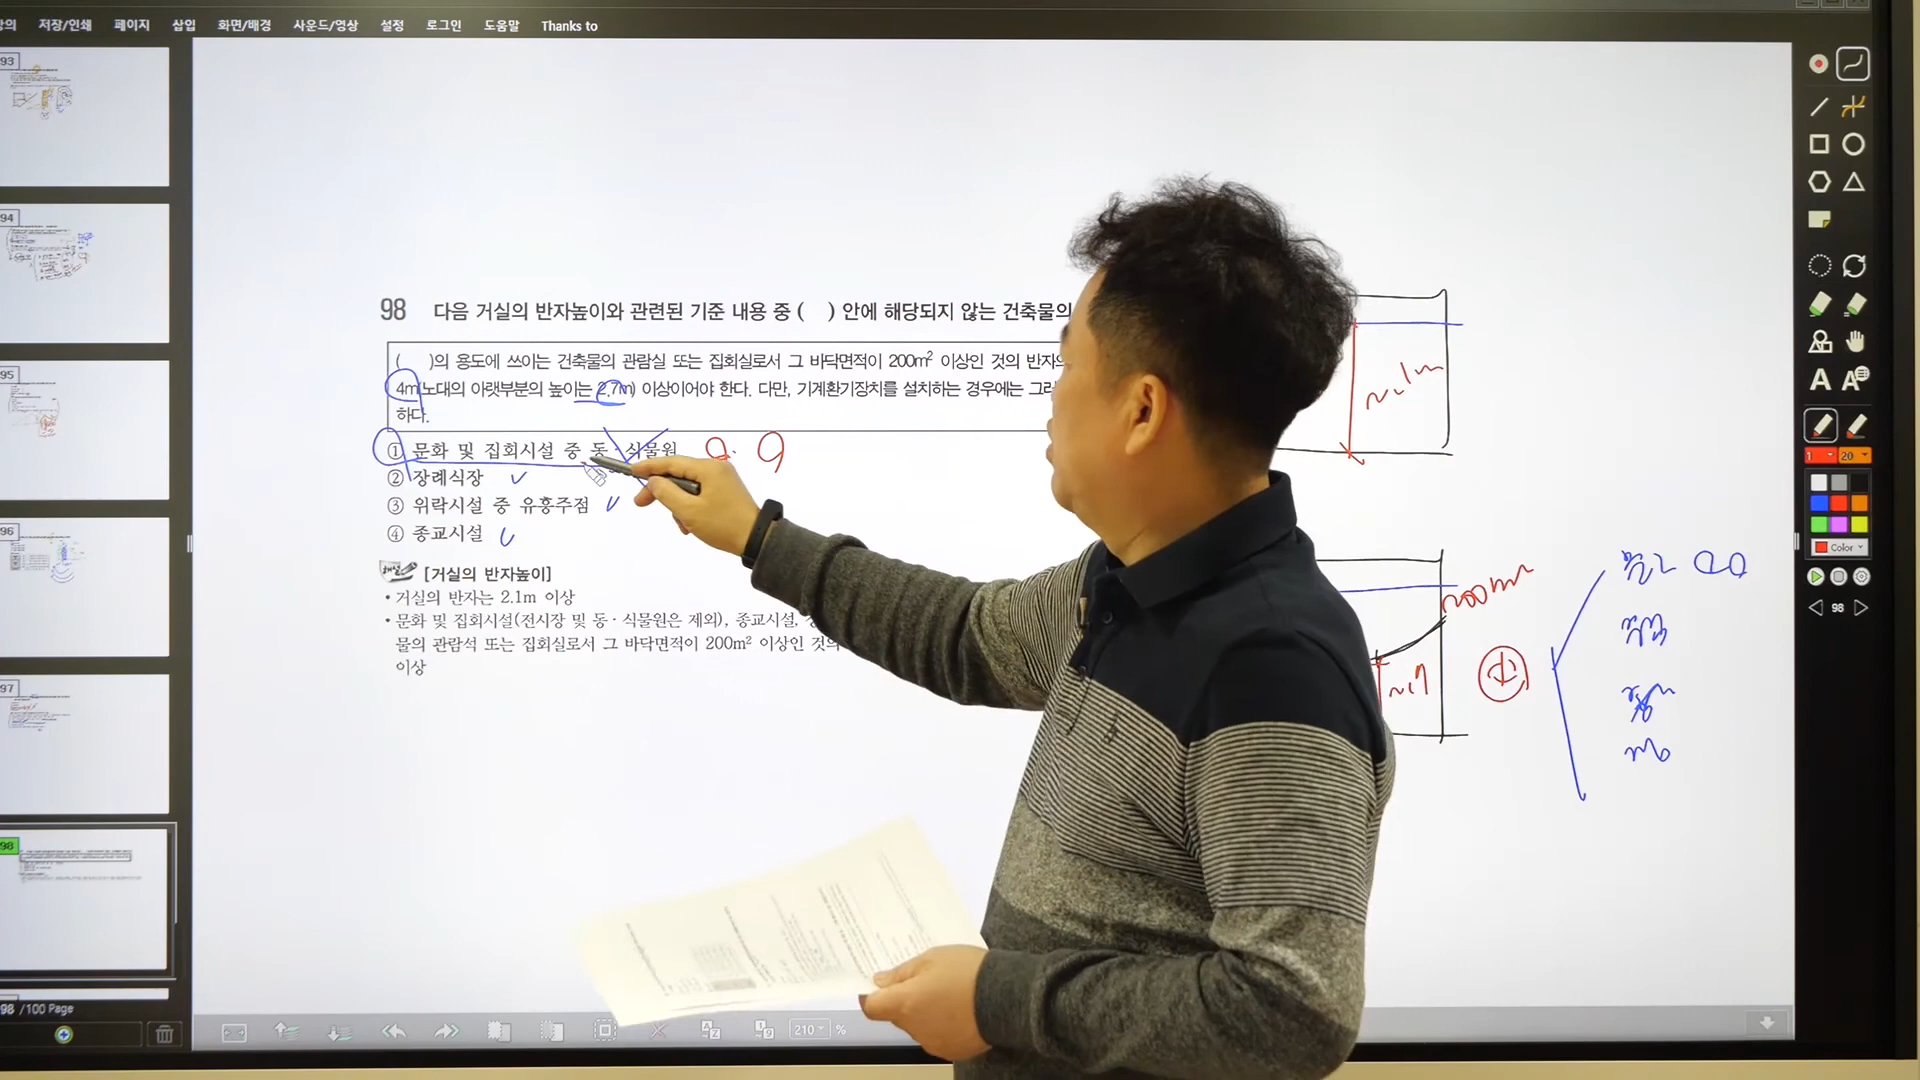 저장/인쇄 페이지 삽입 화면/배경 사운드/영상 설정 로그인 도움말 Thanks to
93
94
95
96
97
98
98 /100 Page
98 다음 거실의 반자높이와 관련된 기준 내용 중 ( ) 안에 해당되지 않는 건축물의
( )의 용도에 쓰이는 건축물의 관람실 또는 집회실로서 그 바닥면적이 200m² 이상인 것의 반자의
4m(노대의 아랫부분의 높이는 2.7m) 이상이어야 한다. 다만, 기계환기장치를 설치하는 경우에는 그러
하다.
① 문화 및 집회시설 중 동·식물원
② 장례식장
③ 위락시설 중 유흥주점
④ 종교시설
해설 [거실의 반자높이]
• 거실의 반자는 2.1m 이상
• 문화 및 집회시설(전시장 및 동·식물원은 제외), 종교시설,
물의 관람석 또는 집회실로서 그 바닥면적이 200m² 이상인 것의
이상
2.1m
200m²
2.7
210 %
1 20
Color
98